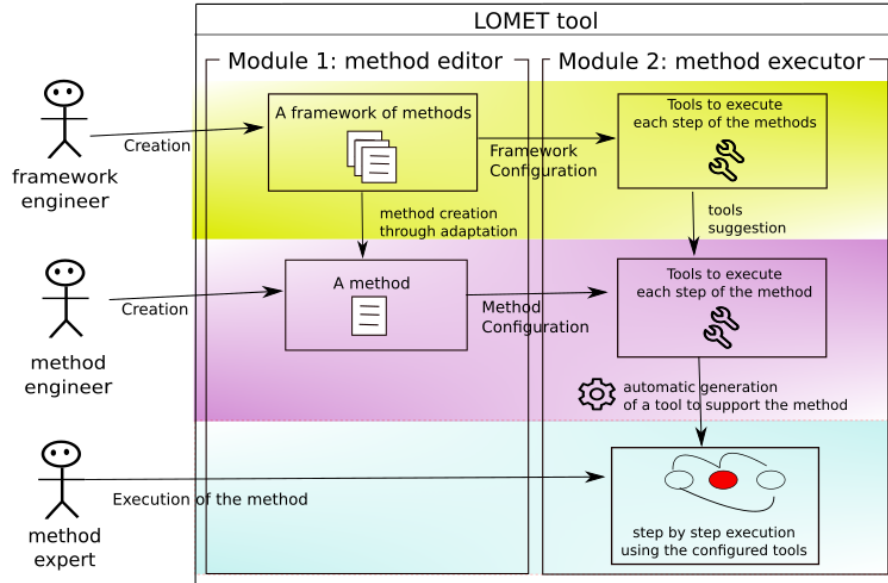 LOMET tool
Module 1: method editor
Module 2: method executor
framework
engineer
Creation
A framework of methods
Framework
Configuration
Tools to execute
each step of the methods
method creation
through adaptation
tools
suggestion
method
engineer
Creation
A method
Method
Configuration
Tools to execute
each step of the method
automatic generation
of a tool to support the method
method
expert
Execution of the method
step by step execution
using the configured tools